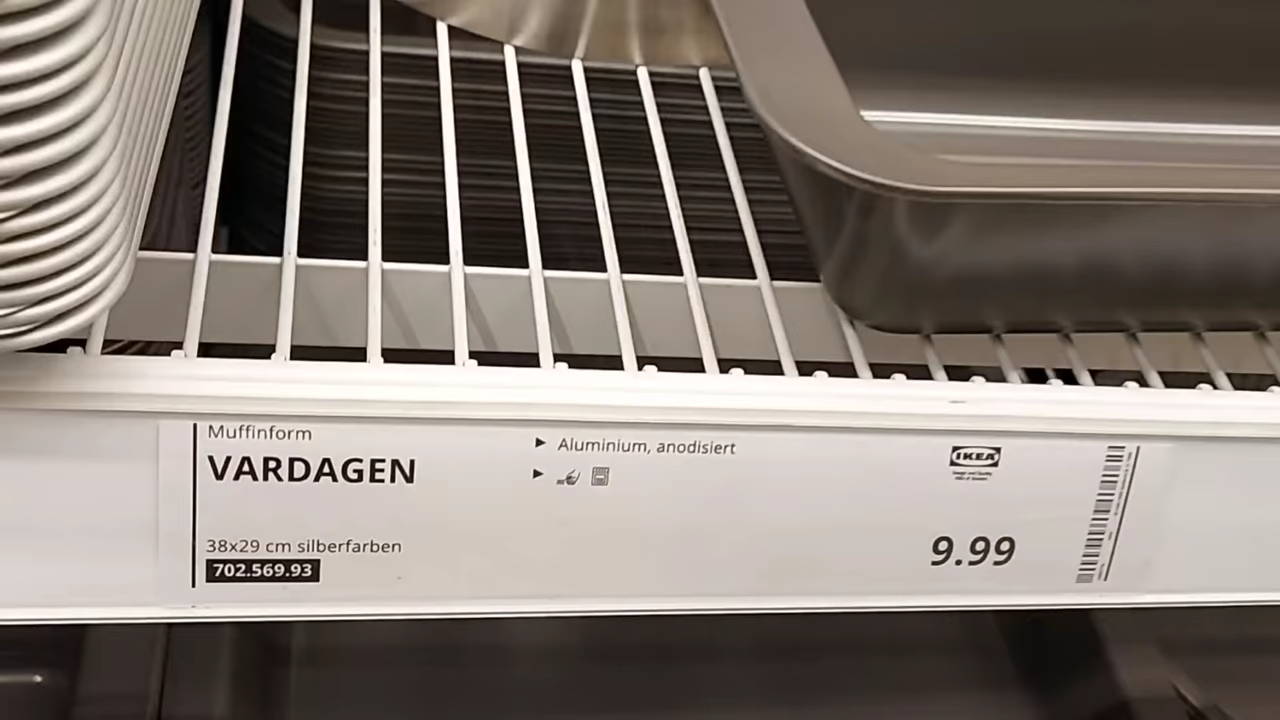 Muffinform
VARDAGEN
38x29 cm silberfarben
702.569.93
Aluminium, anodisiert
IKEA
9.99